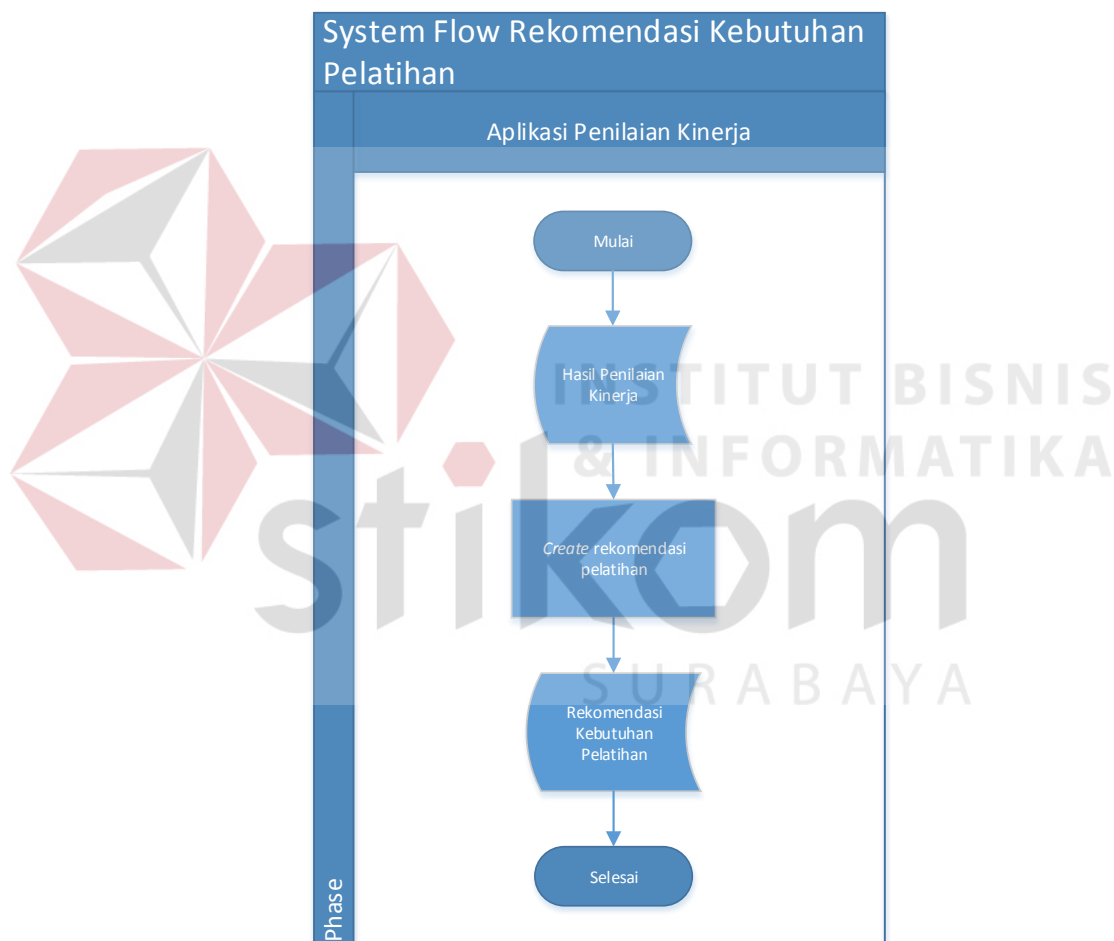 System Flow Rekomendasi Kebutuhan
Pelatihan
Aplikasi Penilaian Kinerja
Mulai
Hasil Penilaian
Kinerja
INSTITUT BISNIS
& INFORMATIKA
stikom
SURABAYA
Create rekomendasi
pelatihan
Rekomendasi
Kebutuhan
Pelatihan
Selesai
Phase